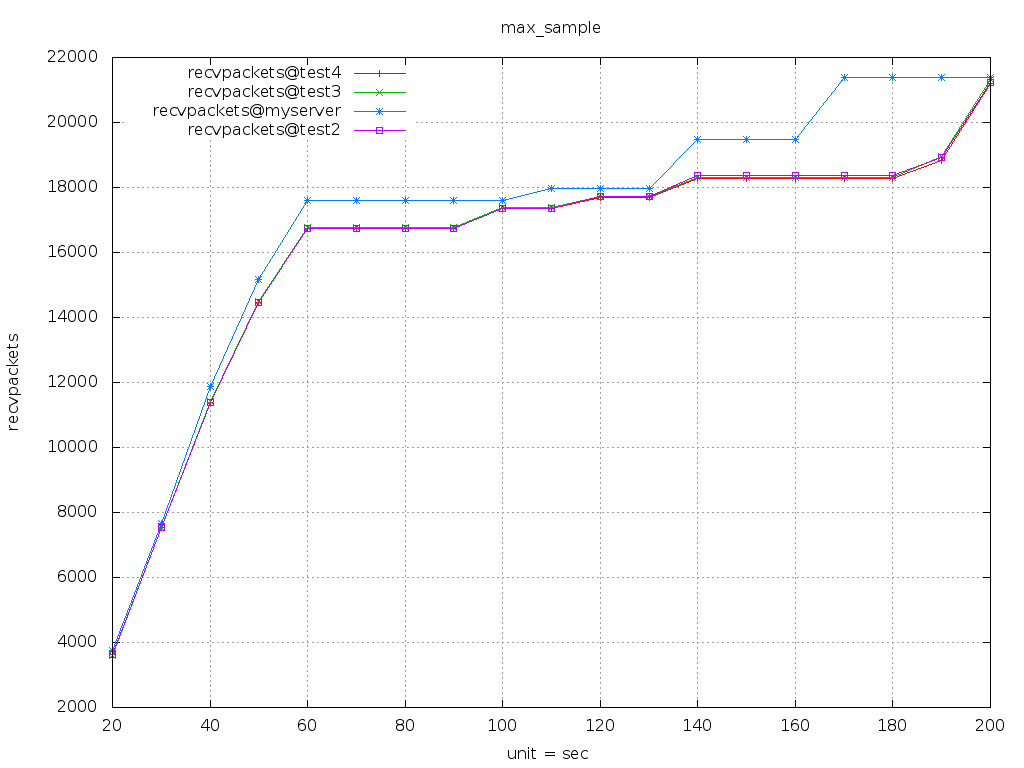 max_sample
22000
20000
18000
16000
14000
12000
10000
8000
6000
4000
2000
recvpackets
recvpackets@test4
recvpackets@test3
recvpackets@myserver
recvpackets@test2
20 40 60 80 100 120 140 160 180 200
unit = sec